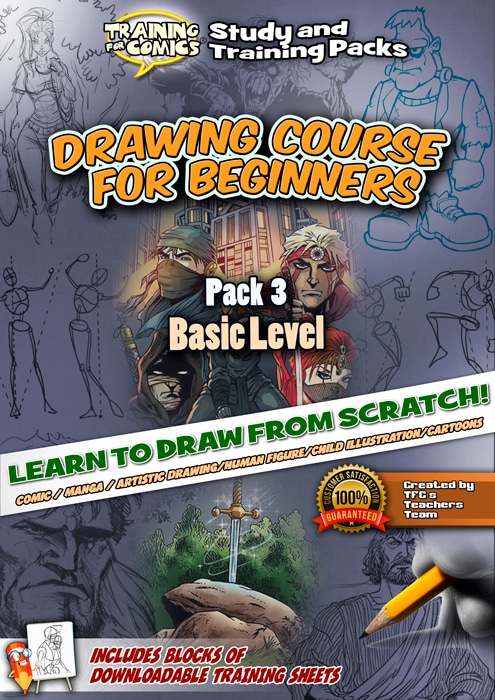 TRAINING
FOR COMICS
Study and
Training Packs
DRAWING COURSE
FOR BEGINNERS
Pack 3
Basic Level
LEARN TO DRAW FROM SCRATCH!
COMIC / MANGA / ARTISTIC DRAWING/HUMAN FIGURE/CHILD ILLUSTRATION/CARTOONS
CUSTOMER SATISFACTION
100%
GUARANTEED
Created by
TFC's
Teachers
Team
INCLUDES BLOCKS OF
DOWNLOADABLE TRAINING SHEETS